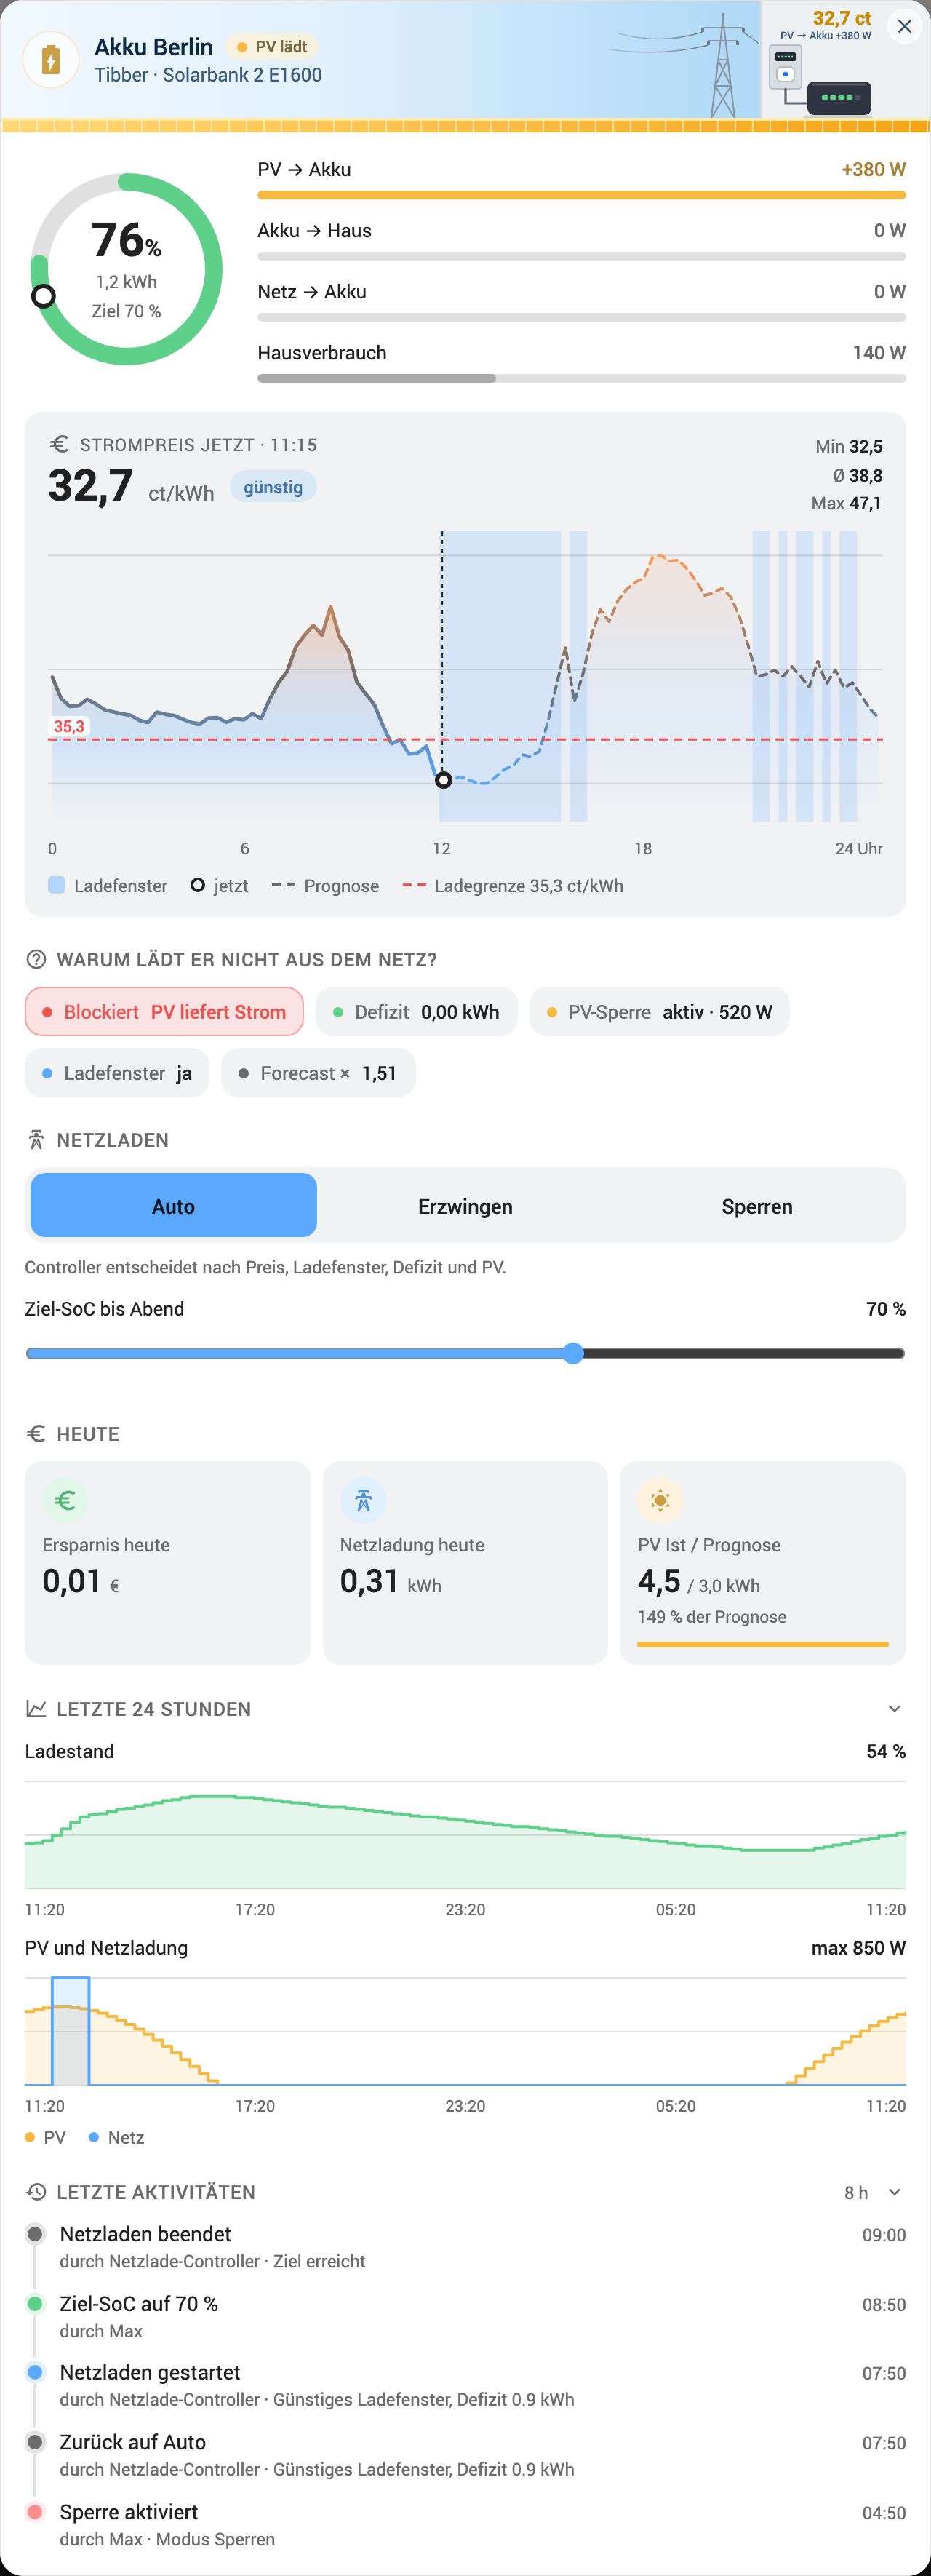 Akku Berlin
PV lädt
Tibber · Solarbank 2 E1600
32,7 ct
PV → Akku +380 W
76%
1,2 kWh
Ziel 70 %
PV → Akku +380 W
Akku → Haus 0 W
Netz → Akku 0 W
Hausverbrauch 140 W
€ STROMPREIS JETZT · 11:15
32,7 ct/kWh günstig
Min 32,5
Ø 38,8
Max 47,1
35,3
0 6 12 18 24 Uhr
Ladefenster jetzt Prognose Ladegrenze 35,3 ct/kWh
WARUM LÄDT ER NICHT AUS DEM NETZ?
Blockiert PV liefert Strom
Defizit 0,00 kWh
PV-Sperre aktiv · 520 W
Ladefenster ja
Forecast × 1,51
NETZLADEN
Auto Erzwingen Sperren
Controller entscheidet nach Preis, Ladefenster, Defizit und PV.
Ziel-SoC bis Abend 70 %
€ HEUTE
€
Ersparnis heute
0,01 €
Netzladung heute
0,31 kWh
PV Ist / Prognose
4,5 / 3,0 kWh
149 % der Prognose
LETZTE 24 STUNDEN
Ladestand 54 %
11:20 17:20 23:20 05:20 11:20
PV und Netzladung max 850 W
11:20 17:20 23:20 05:20 11:20
PV Netz
LETZTE AKTIVITÄTEN 8 h
Netzladen beendet 09:00
durch Netzlade-Controller · Ziel erreicht
Ziel-SoC auf 70 % 08:50
durch Max
Netzladen gestartet 07:50
durch Netzlade-Controller · Günstiges Ladefenster, Defizit 0.9 kWh
Zurück auf Auto 07:50
durch Netzlade-Controller · Günstiges Ladefenster, Defizit 0.9 kWh
Sperre aktiviert 04:50
durch Max · Modus Sperren